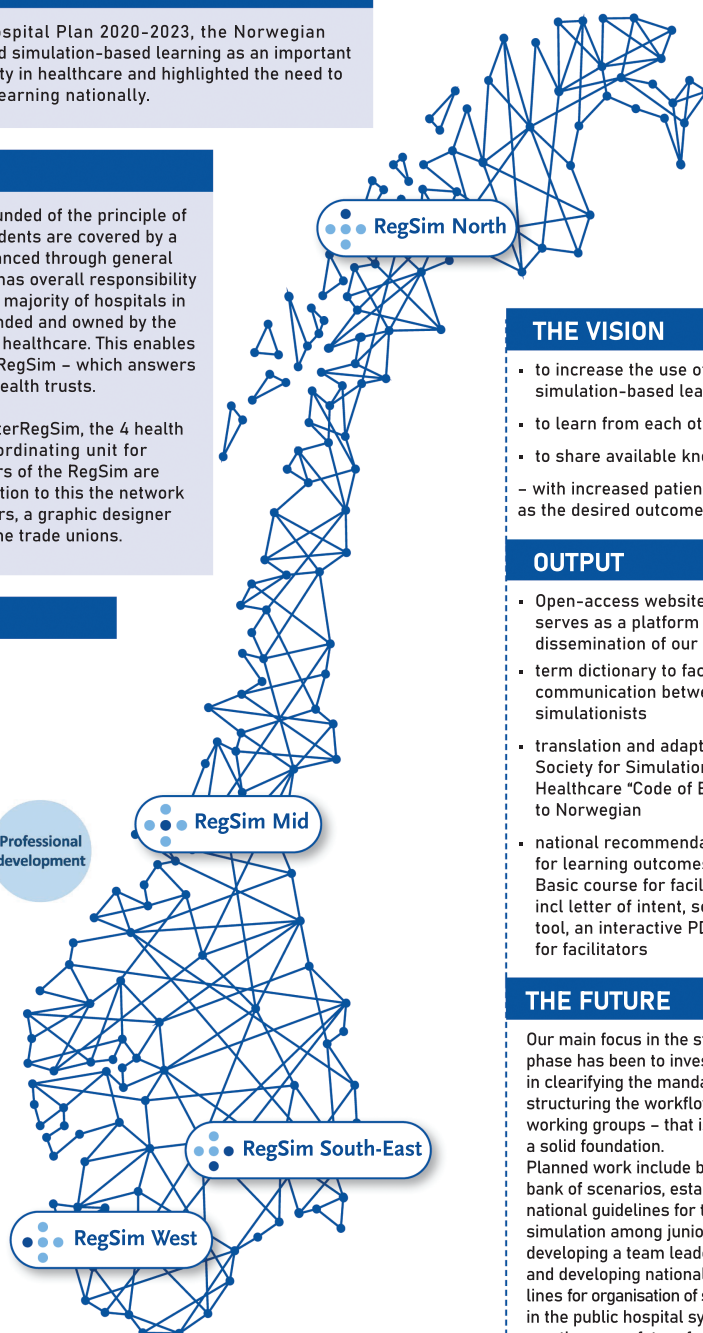 ospital Plan 2020-2023, the Norwegian
d simulation-based learning as an important
ty in healthcare and highlighted the need to
earning nationally.
unded of the principle of
dents are covered by a
anced through general
has overall responsibility
majority of hospitals in
nded and owned by the
healthcare. This enables
RegSim – which answers
ealth trusts.
terRegSim, the 4 health
ordinating unit for
rs of the RegSim are
tion to this the network
rs, a graphic designer
he trade unions.
Professional
development
RegSim North
RegSim Mid
RegSim South-East
RegSim West
THE VISION
▪ to increase the use of
simulation-based lea
▪ to learn from each ot
▪ to share available kno
– with increased patien
as the desired outcome
OUTPUT
▪ Open-access website
serves as a platform
dissemination of our
▪ term dictionary to fac
communication betwe
simulationists
▪ translation and adapt
Society for Simulation
Healthcare “Code of E
to Norwegian
▪ national recommenda
for learning outcomes
Basic course for facil
incl letter of intent, se
tool, an interactive PD
for facilitators
THE FUTURE
Our main focus in the st
phase has been to inves
in clearifying the manda
structuring the workflow
working groups – that i
a solid foundation.
Planned work include b
bank of scenarios, esta
national guidelines for t
simulation among junio
developing a team leade
and developing national
lines for organisation of s
in the public hospital sy